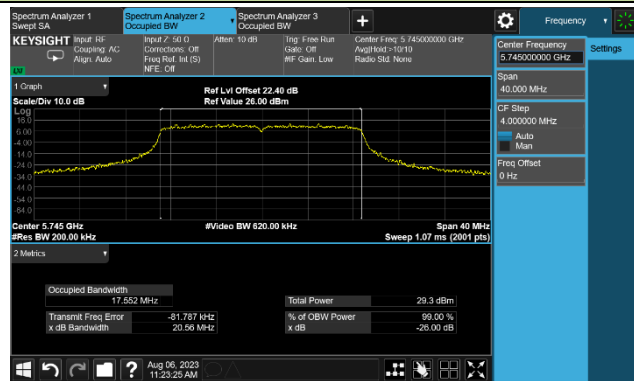 Spectrum Analyzer 1
Swept SA
Spectrum Analyzer 2
Occupied BW
Spectrum Analyzer 3
Occupied BW
Frequency
KEYSIGHT
Input: RF
Coupling: AC
Align: Auto
Input Z: 50 Ω
Corrections: Off
Freq Ref: Int (S)
NFE: Off
Atten: 10 dB
Trig: Free Run
Gate: Off
#IF Gain: Low
Center Freq: 5.745000000 GHz
Avg|Hold:>10/10
Radio Std: None
LXI
1 Graph
Scale/Div 10.0 dB
Ref Lvl Offset 22.40 dB
Ref Value 26.00 dBm
Log
16.0
6.00
-4.00
-14.0
-24.0
-34.0
-44.0
-54.0
-64.0
Center 5.745 GHz
#Res BW 200.00 kHz
#Video BW 620.00 kHz
Span 40 MHz
Sweep 1.07 ms (2001 pts)
2 Metrics
Occupied Bandwidth
17.552 MHz
Transmit Freq Error -81.787 kHz
x dB Bandwidth 20.56 MHz
Total Power 29.3 dBm
% of OBW Power 99.00 %
x dB -26.00 dB
Center Frequency
5.745000000 GHz
Settings
Span
40.000 MHz
CF Step
4.000000 MHz
Auto
Man
Freq Offset
0 Hz
Aug 06, 2023
11:23:25 AM